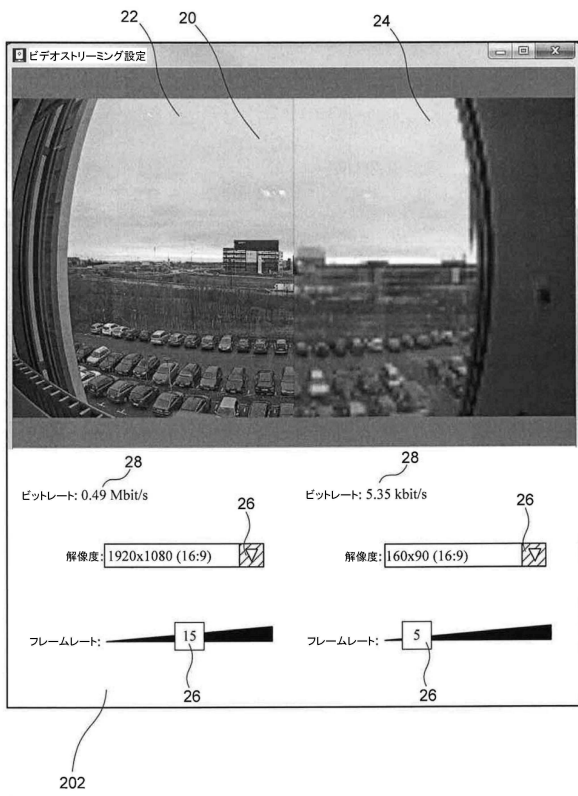 22 20 24
ビデオストリーミング設定
28 28
ビットレート: 0.49 Mbit/s ビットレート: 5.35 kbit/s
26 26
解像度: 1920x1080 (16:9) 解像度: 160x90 (16:9)
フレームレート: 15 フレームレート: 5
26 26
202